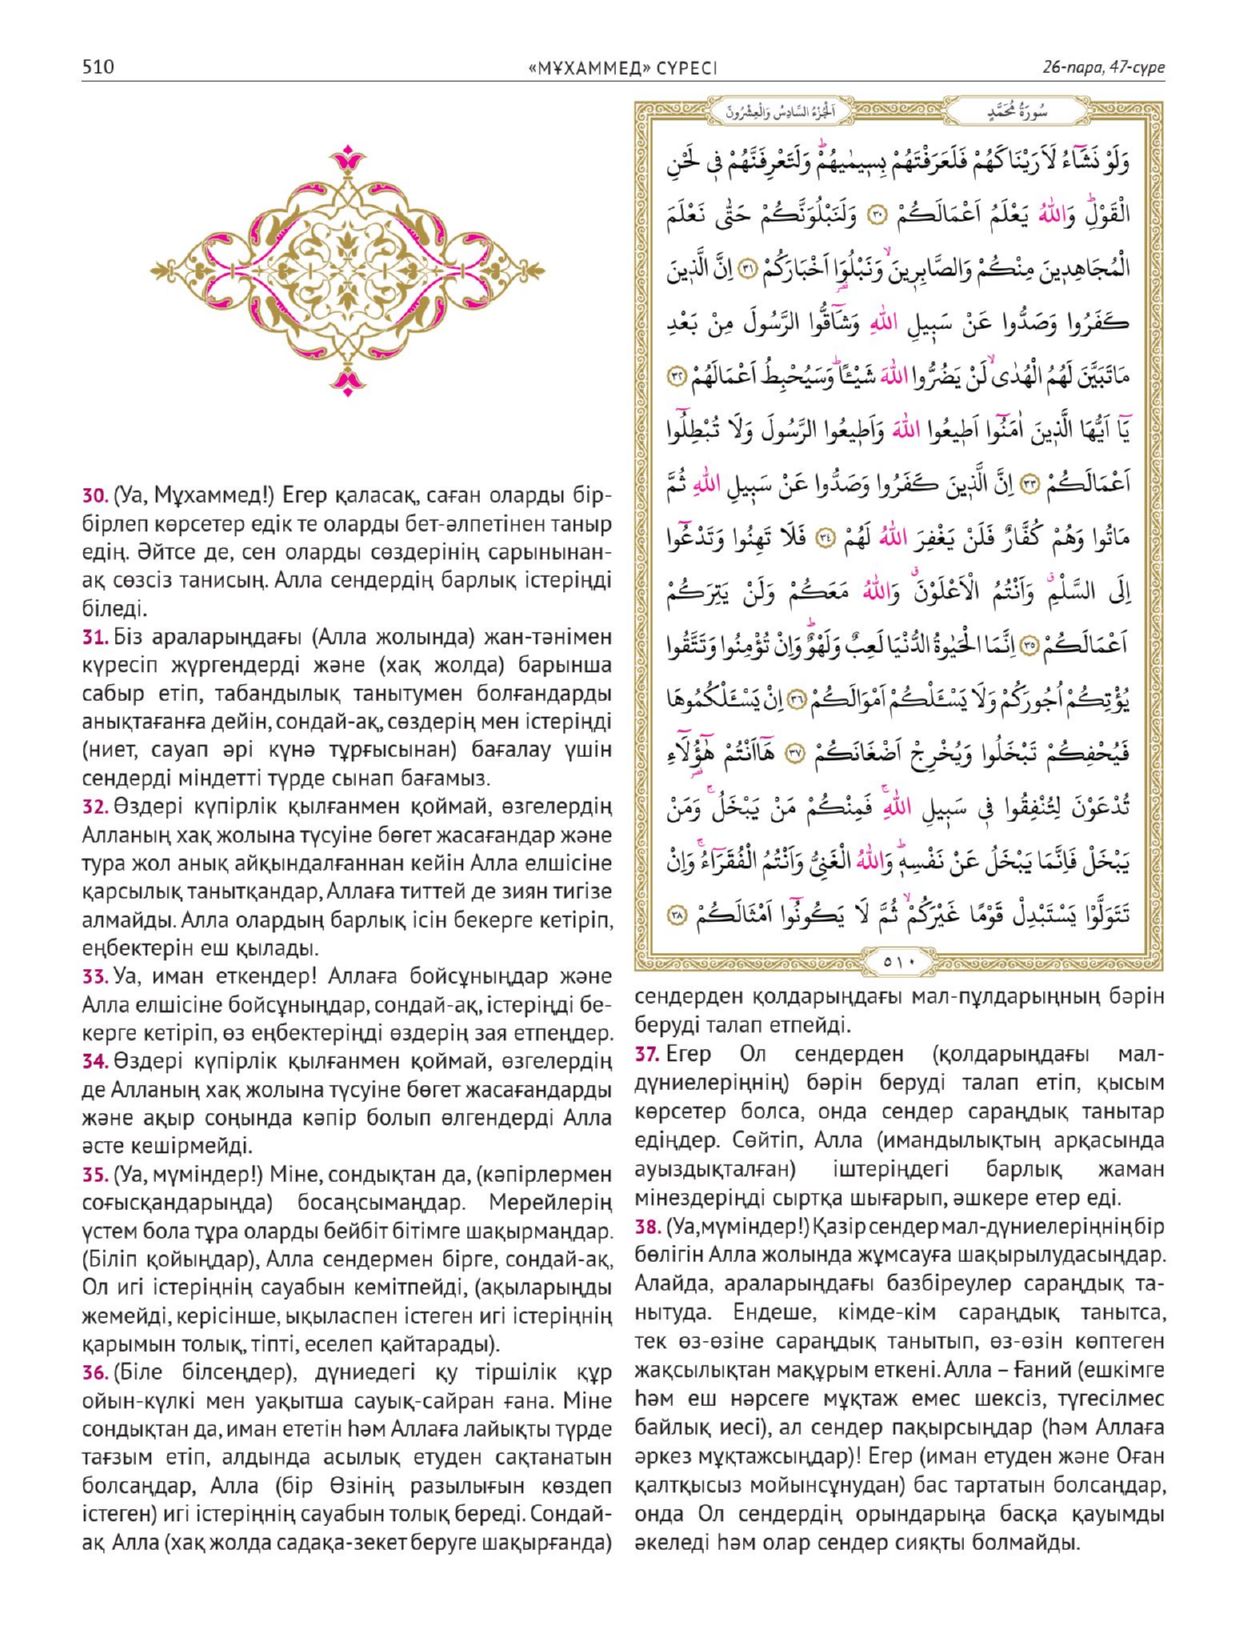 510
«МҰХАММЕД» СҮРЕСІ
26-пара, 47-сүре
30. (Уа, Мұхаммед!) Егер қаласақ, саған оларды бір-
бірлеп көрсетер едік те оларды бет-әлпетінен таныр
едің. Әйтсе де, сен оларды сөздерінің сарынынан-
ақ сөзсіз танисың. Алла сендердің барлық істеріңді
біледі.
31. Біз араларыңдағы (Алла жолында) жан-тәнімен
күресіп жүргендерді және (хақ жолда) барынша
сабыр етіп, табандылық танытумен болғандарды
анықтағанға дейін, сондай-ақ, сөздерің мен істеріңді
(ниет, сауап әрі күнә тұрғысынан) бағалау үшін
сендерді міндетті түрде сынап бағамыз.
32. Өздері күпірлік қылғанмен қоймай, өзгелердің
Алланың хақ жолына түсуіне бөгет жасағандар және
тура жол анық айқындалғаннан кейін Алла елшісіне
қарсылық танытқандар, Аллаға титтей де зиян тигізе
алмайды. Алла олардың барлық ісін бекерге кетіріп,
еңбектерін еш қылады.
33. Уа, иман еткендер! Аллаға бойсұныңдар және
Алла елшісіне бойсұныңдар, сондай-ақ, істеріңді бе-
керге кетіріп, өз еңбектеріңді өздерің зая етпеңдер.
34. Өздері күпірлік қылғанмен қоймай, өзгелердің
де Алланың хақ жолына түсуіне бөгет жасағандарды
және ақыр соңында кәпір болып өлгендерді Алла
әсте кешірмейді.
35. (Уа, мүміндер!) Міне, сондықтан да, (кәпірлермен
соғысқандарыңда) босаңсымаңдар. Мерейлерің
үстем бола тұра оларды бейбіт бітімге шақырмаңдар.
(Біліп қойыңдар), Алла сендермен бірге, сондай-ақ,
Ол игі істеріңнің сауабын кемітпейді, (ақыларыңды
жемейді, керісінше, ықыласпен істеген игі істеріңнің
қарымын толық, тіпті, еселеп қайтарады).
36. (Біле білсеңдер), дүниедегі қу тіршілік құр
ойын-күлкі мен уақытша сауық-сайран ғана. Міне
сондықтан да, иман ететін һәм Аллаға лайықты түрде
тағзым етіп, алдында асылық етуден сақтанатын
болсаңдар, Алла (бір Өзінің разылығын көздеп
істеген) игі істеріңнің сауабын толық береді. Сондай-
ақ Алла (хақ жолда садақа-зекет беруге шақырғанда)
سُورَةُ مُحَمَّدٍ
اَلْجُزْءُ السَّادِسُ وَالْعِشْرُونَ
وَلَوْ نَشَٓاءُ لَاَرَيْنَاكَهُمْ فَلَعَرَفْتَهُمْ بِسٖيمٰيهُمْۜ وَلَتَعْرِفَنَّهُمْ فٖي لَحْنِ
الْقَوْلِۜ وَاللّٰهُ يَعْلَمُ اَعْمَالَكُمْ ﴿٣٠﴾ وَلَنَبْلُوَنَّكُمْ حَتّٰى نَعْلَمَ
الْمُجَاهِدٖينَ مِنْكُمْ وَالصَّابِرٖينَۙ وَنَبْلُوَا۬ اَخْبَارَكُمْ ﴿٣١﴾ اِنَّ الَّذٖينَ
كَفَرُوا وَصَدُّوا عَنْ سَبٖيلِ اللّٰهِ وَشَٓاقُّوا الرَّسُولَ مِنْ بَعْدِ
مَا تَبَيَّنَ لَهُمُ الْهُدٰىۙ لَنْ يَضُرُّوا اللّٰهَ شَيْـًٔاۜ وَسَيُحْبِطُ اَعْمَالَهُمْ ﴿٣٢﴾
يَٓا اَيُّهَا الَّذٖينَ اٰمَنُٓوا اَطٖيعُوا اللّٰهَ وَاَطٖيعُوا الرَّسُولَ وَلَا تُبْطِلُٓوا
اَعْمَالَكُمْ ﴿٣٣﴾ اِنَّ الَّذٖينَ كَفَرُوا وَصَدُّوا عَنْ سَبٖيلِ اللّٰهِ ثُمَّ
مَاتُوا وَهُمْ كُفَّارٌ فَلَنْ يَغْفِرَ اللّٰهُ لَهُمْ ﴿٣٤﴾ فَلَا تَهِنُوا وَتَدْعُٓوا
اِلَى السَّلْمِۗ وَاَنْتُمُ الْاَعْلَوْنَۗ وَاللّٰهُ مَعَكُمْ وَلَنْ يَتِرَكُمْ
اَعْمَالَكُمْ ﴿٣٥﴾ اِنَّمَا الْحَيٰوةُ الدُّنْيَا لَعِبٌ وَلَهْوٌۜ وَاِنْ تُؤْمِنُوا وَتَتَّقُوا
يُؤْتِكُمْ اُجُورَكُمْ وَلَا يَسْـَٔلْكُمْ اَمْوَالَكُمْ ﴿٣٦﴾ اِنْ يَسْـَٔلْكُمُوهَا
فَيُحْفِكُمْ تَبْخَلُوا وَيُخْرِجْ اَضْغَانَكُمْ ﴿٣٧﴾ هَٓا اَنْتُمْ هٰٓؤُ۬لَٓاءِ
تُدْعَوْنَ لِتُنْفِقُوا فٖي سَبٖيلِ اللّٰهِۚ فَمِنْكُمْ مَنْ يَبْخَلُۚ وَمَنْ
يَبْخَلْ فَاِنَّمَا يَبْخَلُ عَنْ نَفْسِهٖۜ وَاللّٰهُ الْغَنِيُّ وَاَنْتُمُ الْفُقَرَٓاءُۚ وَاِنْ
تَتَوَلَّوْا يَسْتَبْدِلْ قَوْمًا غَيْرَكُمْۙ ثُمَّ لَا يَكُونُٓوا اَمْثَالَكُمْ ﴿٣٨﴾
٥١٠
сендерден қолдарыңдағы мал-пұлдарыңның бәрін
беруді талап етпейді.
37. Егер Ол сендерден (қолдарыңдағы мал-
дүниелеріңнің) бәрін беруді талап етіп, қысым
көрсетер болса, онда сендер сараңдық танытар
едіңдер. Сөйтіп, Алла (имандылықтың арқасында
ауыздықталған) іштеріңдегі барлық жаман
мінездеріңді сыртқа шығарып, әшкере етер еді.
38. (Уа, мүміндер!) Қазір сендер мал-дүниелеріңнің бір
бөлігін Алла жолында жұмсауға шақырылудасыңдар.
Алайда, араларыңдағы базбіреулер сараңдық та-
нытуда. Ендеше, кімде-кім сараңдық танытса,
тек өз-өзіне сараңдық танытып, өз-өзін көптеген
жақсылықтан мақұрым еткені. Алла – Ғаний (ешкімге
һәм еш нәрсеге мұқтаж емес шексіз, түгесілмес
байлық иесі), ал сендер пақырсыңдар (һәм Аллаға
әркез мұқтажсыңдар)! Егер (иман етуден және Оған
қалтқысыз мойынсұнудан) бас тартатын болсаңдар,
онда Ол сендердің орындарыңа басқа қауымды
әкеледі һәм олар сендер сияқты болмайды.